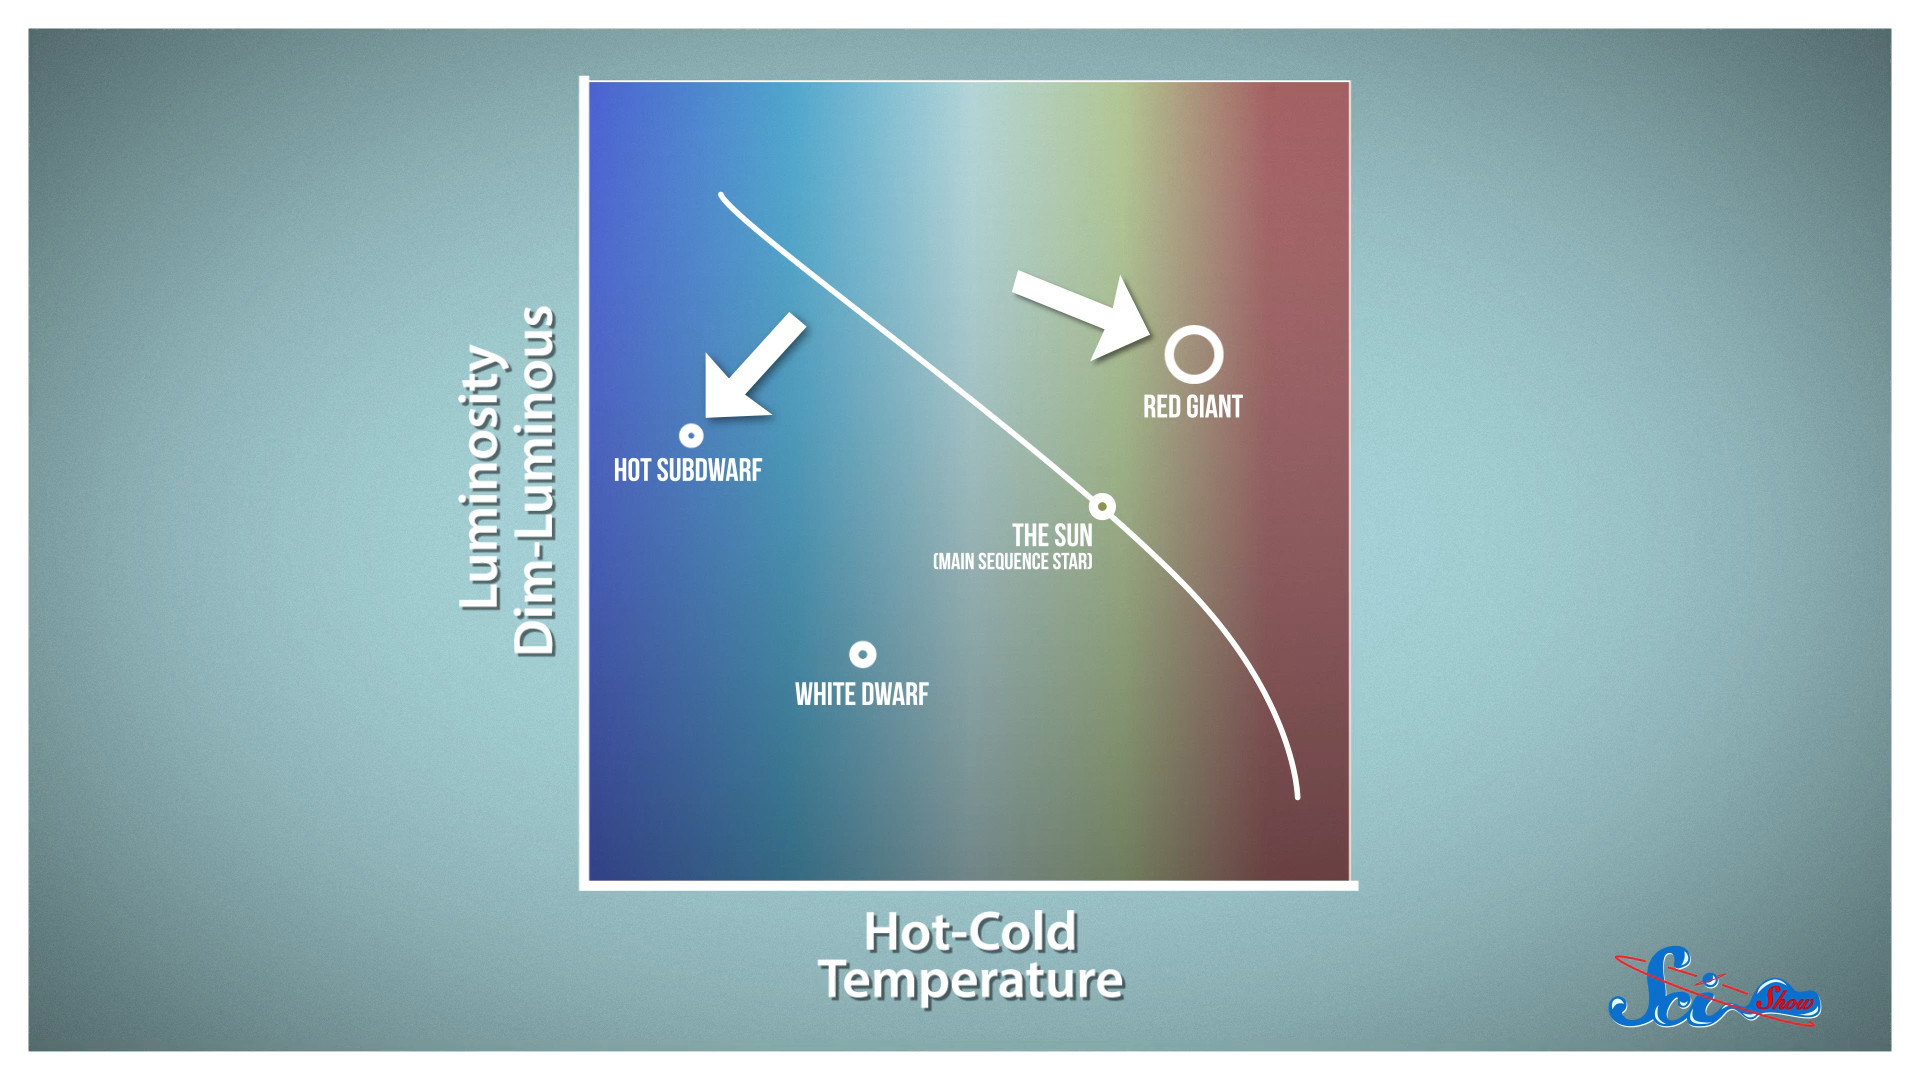 Luminosity
Dim-Luminous
HOT SUBDWARF
RED GIANT
THE SUN
(MAIN SEQUENCE STAR)
WHITE DWARF
Hot-Cold
Temperature
Sci Show